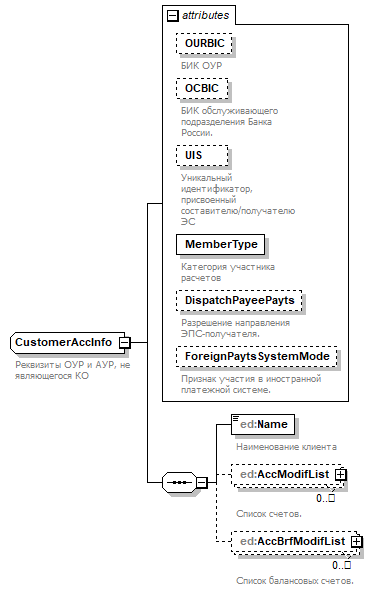 attributes
OURBIC
БИК ОУР
OCBIC
БИК обслуживающего
подразделения Банка
России.
UIS
Уникальный
идентификатор,
присвоенный
составителю/получателю
ЭС
MemberType
Категория участника
расчетов
DispatchPayeePayts
Разрешение направления
ЭПС-получателя.
ForeignPaytsSystemMode
Признак участия в иностранной
платежной системе.
CustomerAccInfo
Реквизиты ОУР и АУР, не
являющегося КО
ed:Name
Наименование клиента
ed:AccModifList
0..□
Список счетов.
ed:AccBrfModifList
0..□
Список балансовых счетов.